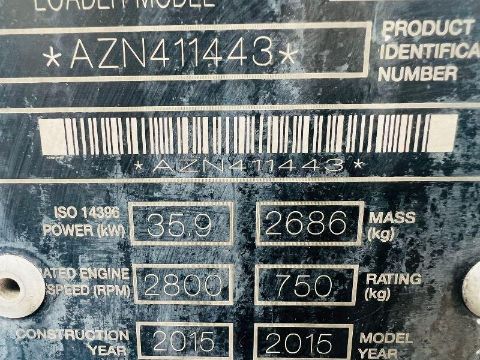 LOADER MODEL
*AZN411443*
PRODUCT
IDENTIFICA
NUMBER
*AZN411443*
ISO 14396
POWER (kW)
35.9
2686
MASS
(kg)
RATED ENGINE
SPEED (RPM)
2800
750
RATING
(kg)
CONSTRUCTION
YEAR
2015
2015
MODEL
YEAR